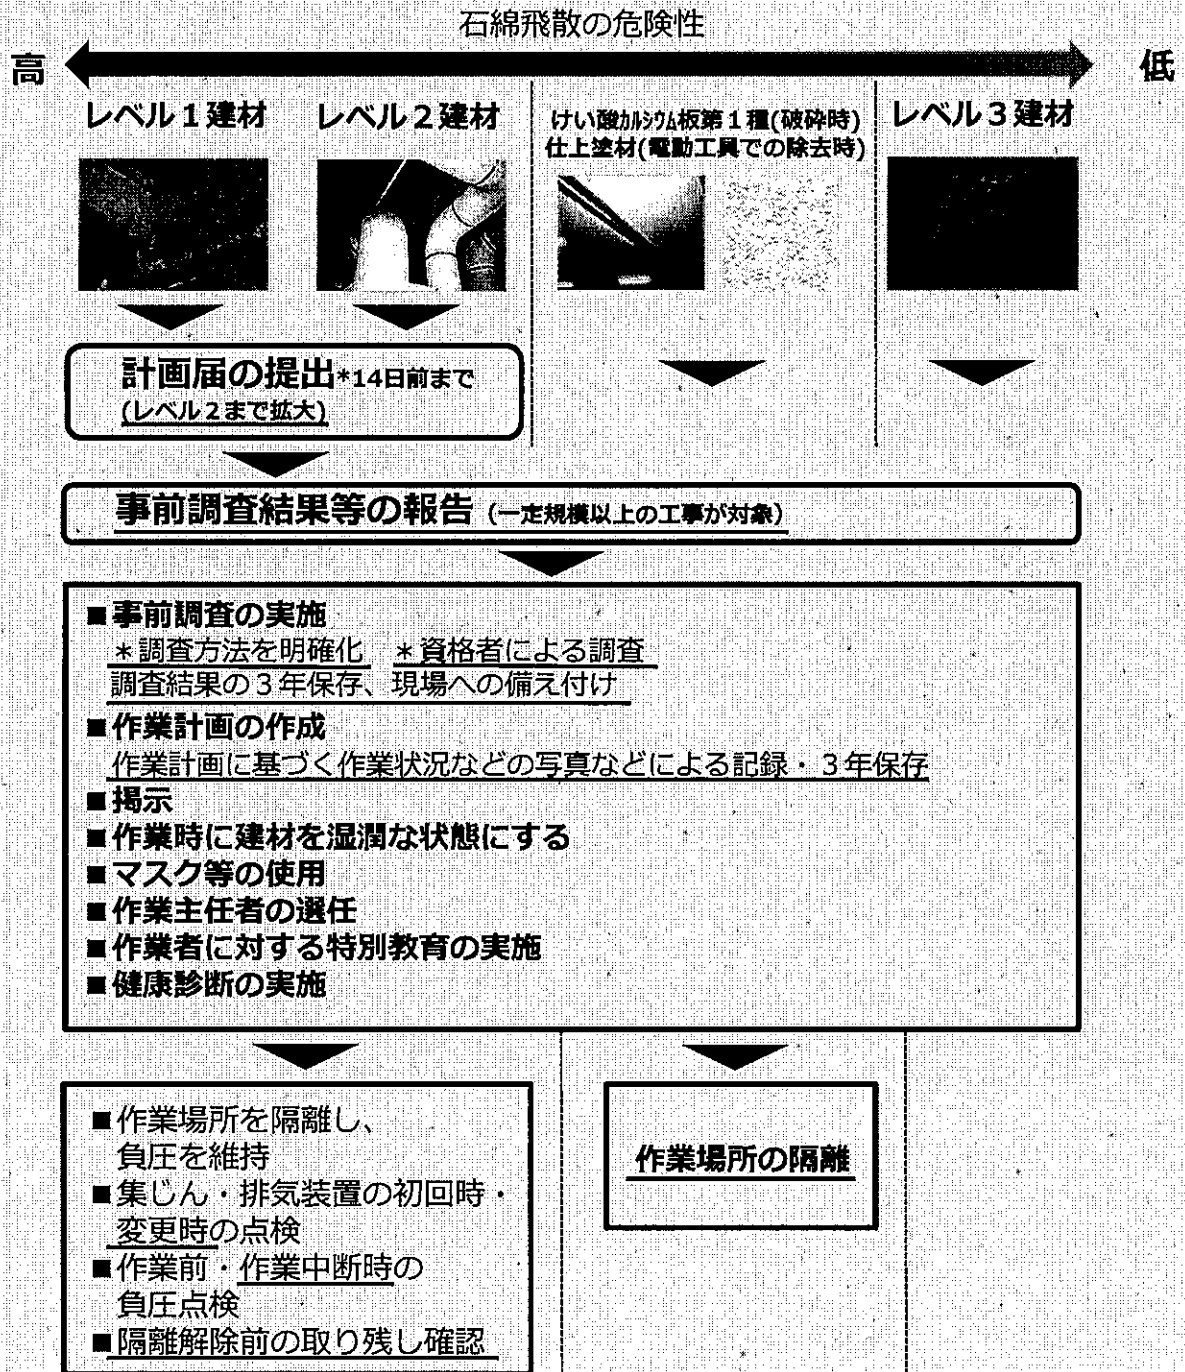 石綿飛散の危険性
高
低
レベル１建材
レベル２建材
けい酸ｶﾙｼｳﾑ板第１種(破砕時)
仕上塗材(電動工具での除去時)
レベル３建材
計画届の提出*14日前まで
(レベル２まで拡大)
事前調査結果等の報告（一定規模以上の工事が対象）
■事前調査の実施
＊調査方法を明確化　＊資格者による調査
調査結果の３年保存、現場への備え付け
■作業計画の作成
作業計画に基づく作業状況などの写真などによる記録・３年保存
■掲示
■作業時に建材を湿潤な状態にする
■マスク等の使用
■作業主任者の選任
■作業者に対する特別教育の実施
■健康診断の実施
■作業場所を隔離し、
負圧を維持
■集じん・排気装置の初回時・
変更時の点検
■作業前・作業中断時の
負圧点検
■隔離解除前の取り残し確認
作業場所の隔離